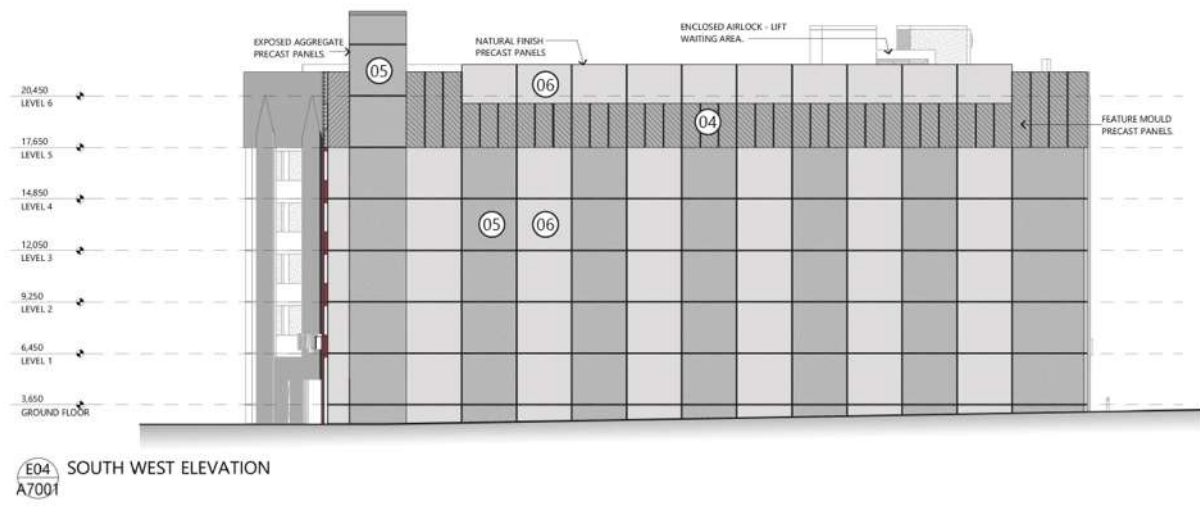 ENCLOSED AIRLOCK - LIFT
WAITING AREA.
EXPOSED AGGREGATE
PRECAST PANELS.
NATURAL FINISH
PRECAST PANELS
05
06
20,450
LEVEL 6
04
FEATURE MOULD
PRECAST PANELS.
17,650
LEVEL 5
14,850
LEVEL 4
05
06
12,050
LEVEL 3
9,250
LEVEL 2
6,450
LEVEL 1
3,650
GROUND FLOOR
E04 SOUTH WEST ELEVATION
A7001